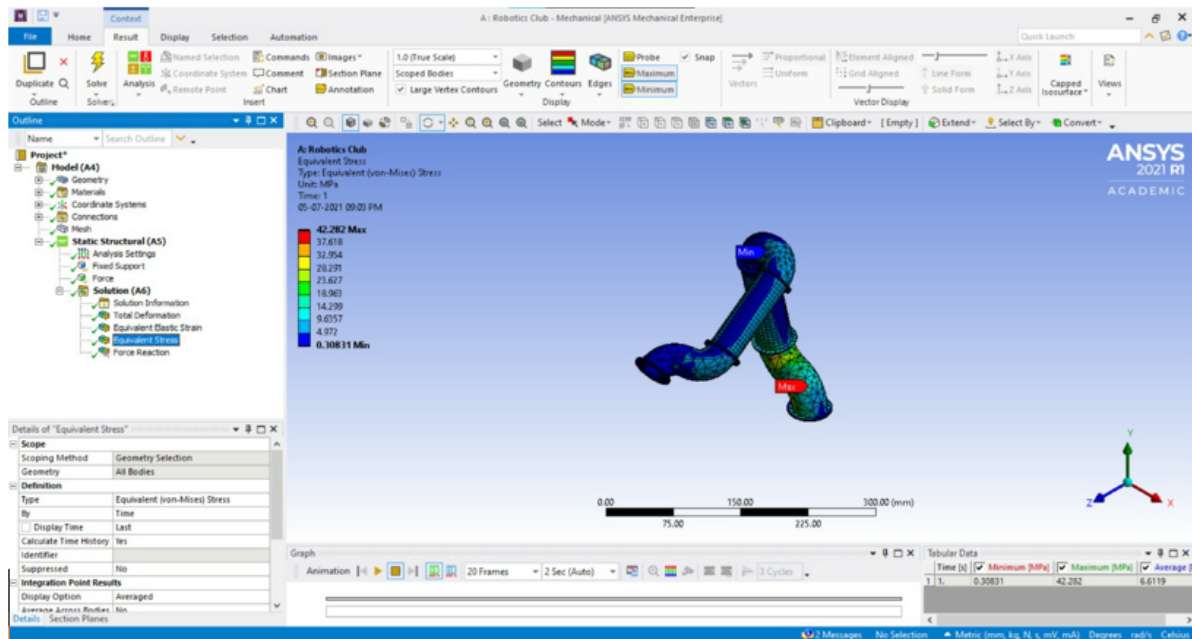 Context
A : Robotics Club - Mechanical [ANSYS Mechanical Enterprise]
File Home Result Display Selection Automation
Quick Launch
Duplicate
Outline
Solve
Solve
Analysis
Named Selection
Coordinate System
Remote Point
Commands
Comment
Chart
Images
Section Plane
Annotation
Insert
1.0 (True Scale)
Scoped Bodies
Large Vertex Contours
Geometry Contours Edges
Display
Probe
Maximum
Minimum
Snap
Vectors
Proportional
Uniform
Element Aligned
Grid Aligned
Line Form
Solid Form
X Axis
Y Axis
Z Axis
Vector Display
Capped Isosurface
Views
Outline
Name Search Outline
Select Mode Clipboard [Empty] Extend Select By Convert
Project*
Model (A4)
Geometry
Materials
Coordinate Systems
Connections
Mesh
Static Structural (A5)
Analysis Settings
Fixed Support
Force
Solution (A6)
Solution Information
Total Deformation
Equivalent Elastic Strain
Equivalent Stress
Force Reaction
A: Robotics Club
Equivalent Stress
Type: Equivalent (von-Mises) Stress
Unit: MPa
Time: 1
05-07-2021 09:03 PM
42.282 Max
37.618
32.954
28.291
23.627
18.963
14.299
9.6357
4.972
0.30831 Min
ANSYS
2021 R1
ACADEMIC
Min
Max
0.00 150.00 300.00 (mm)
75.00 225.00
Y
Z X
Details of "Equivalent Stress"
Scope
Scoping Method Geometry Selection
Geometry All Bodies
Definition
Type Equivalent (von-Mises) Stress
By Time
Display Time Last
Calculate Time History Yes
Identifier
Suppressed No
Integration Point Results
Display Option Averaged
Average Across Bodies No
Details Section Planes
Graph
Animation 20 Frames 2 Sec (Auto) 3 Cycles
Tabular Data
Time [s] Minimum [MPa] Maximum [MPa] Average [
1 1. 0.30831 42.282 6.6119
2 Messages No Selection Metric (mm, kg, N, s, mV, mA) Degrees rad/s Celsius